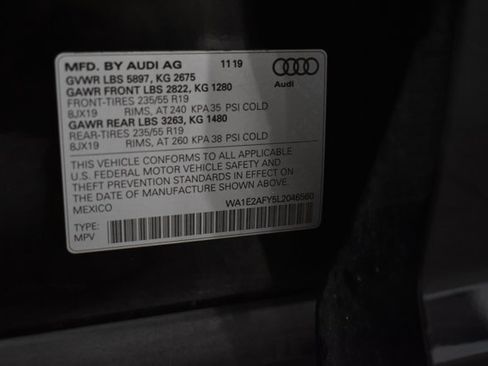 MFD. BY AUDI AG 11 19
GVWR LBS 5897, KG 2675
GAWR FRONT LBS 2822, KG 1280
FRONT-TIRES 235/55 R19
8JX19 RIMS, AT 240 KPA 35 PSI COLD
GAWR REAR LBS 3263, KG 1480
REAR-TIRES 235/55 R19
8JX19 RIMS, AT 260 KPA 38 PSI COLD
Audi
THIS VEHICLE CONFORMS TO ALL APPLICABLE
U.S. FEDERAL MOTOR VEHICLE SAFETY AND
THEFT PREVENTION STANDARDS IN EFFECT ON
THE DATE OF MANUFACTURE SHOWN ABOVE.
MEXICO WA1E2AFY5L2046560
TYPE:
MPV